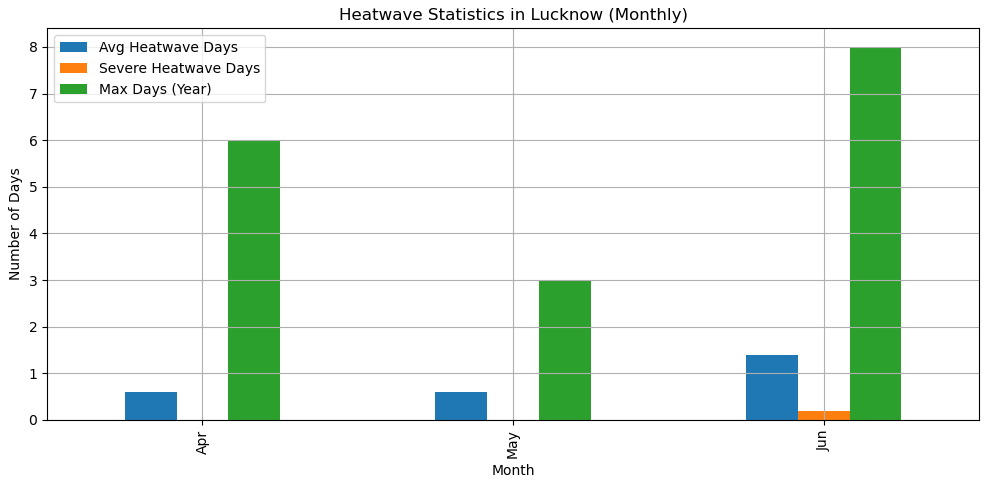 Heatwave Statistics in Lucknow (Monthly)
Avg Heatwave Days
Severe Heatwave Days
Max Days (Year)
Number of Days
8
7
6
5
4
3
2
1
0
Apr
May
Jun
Month